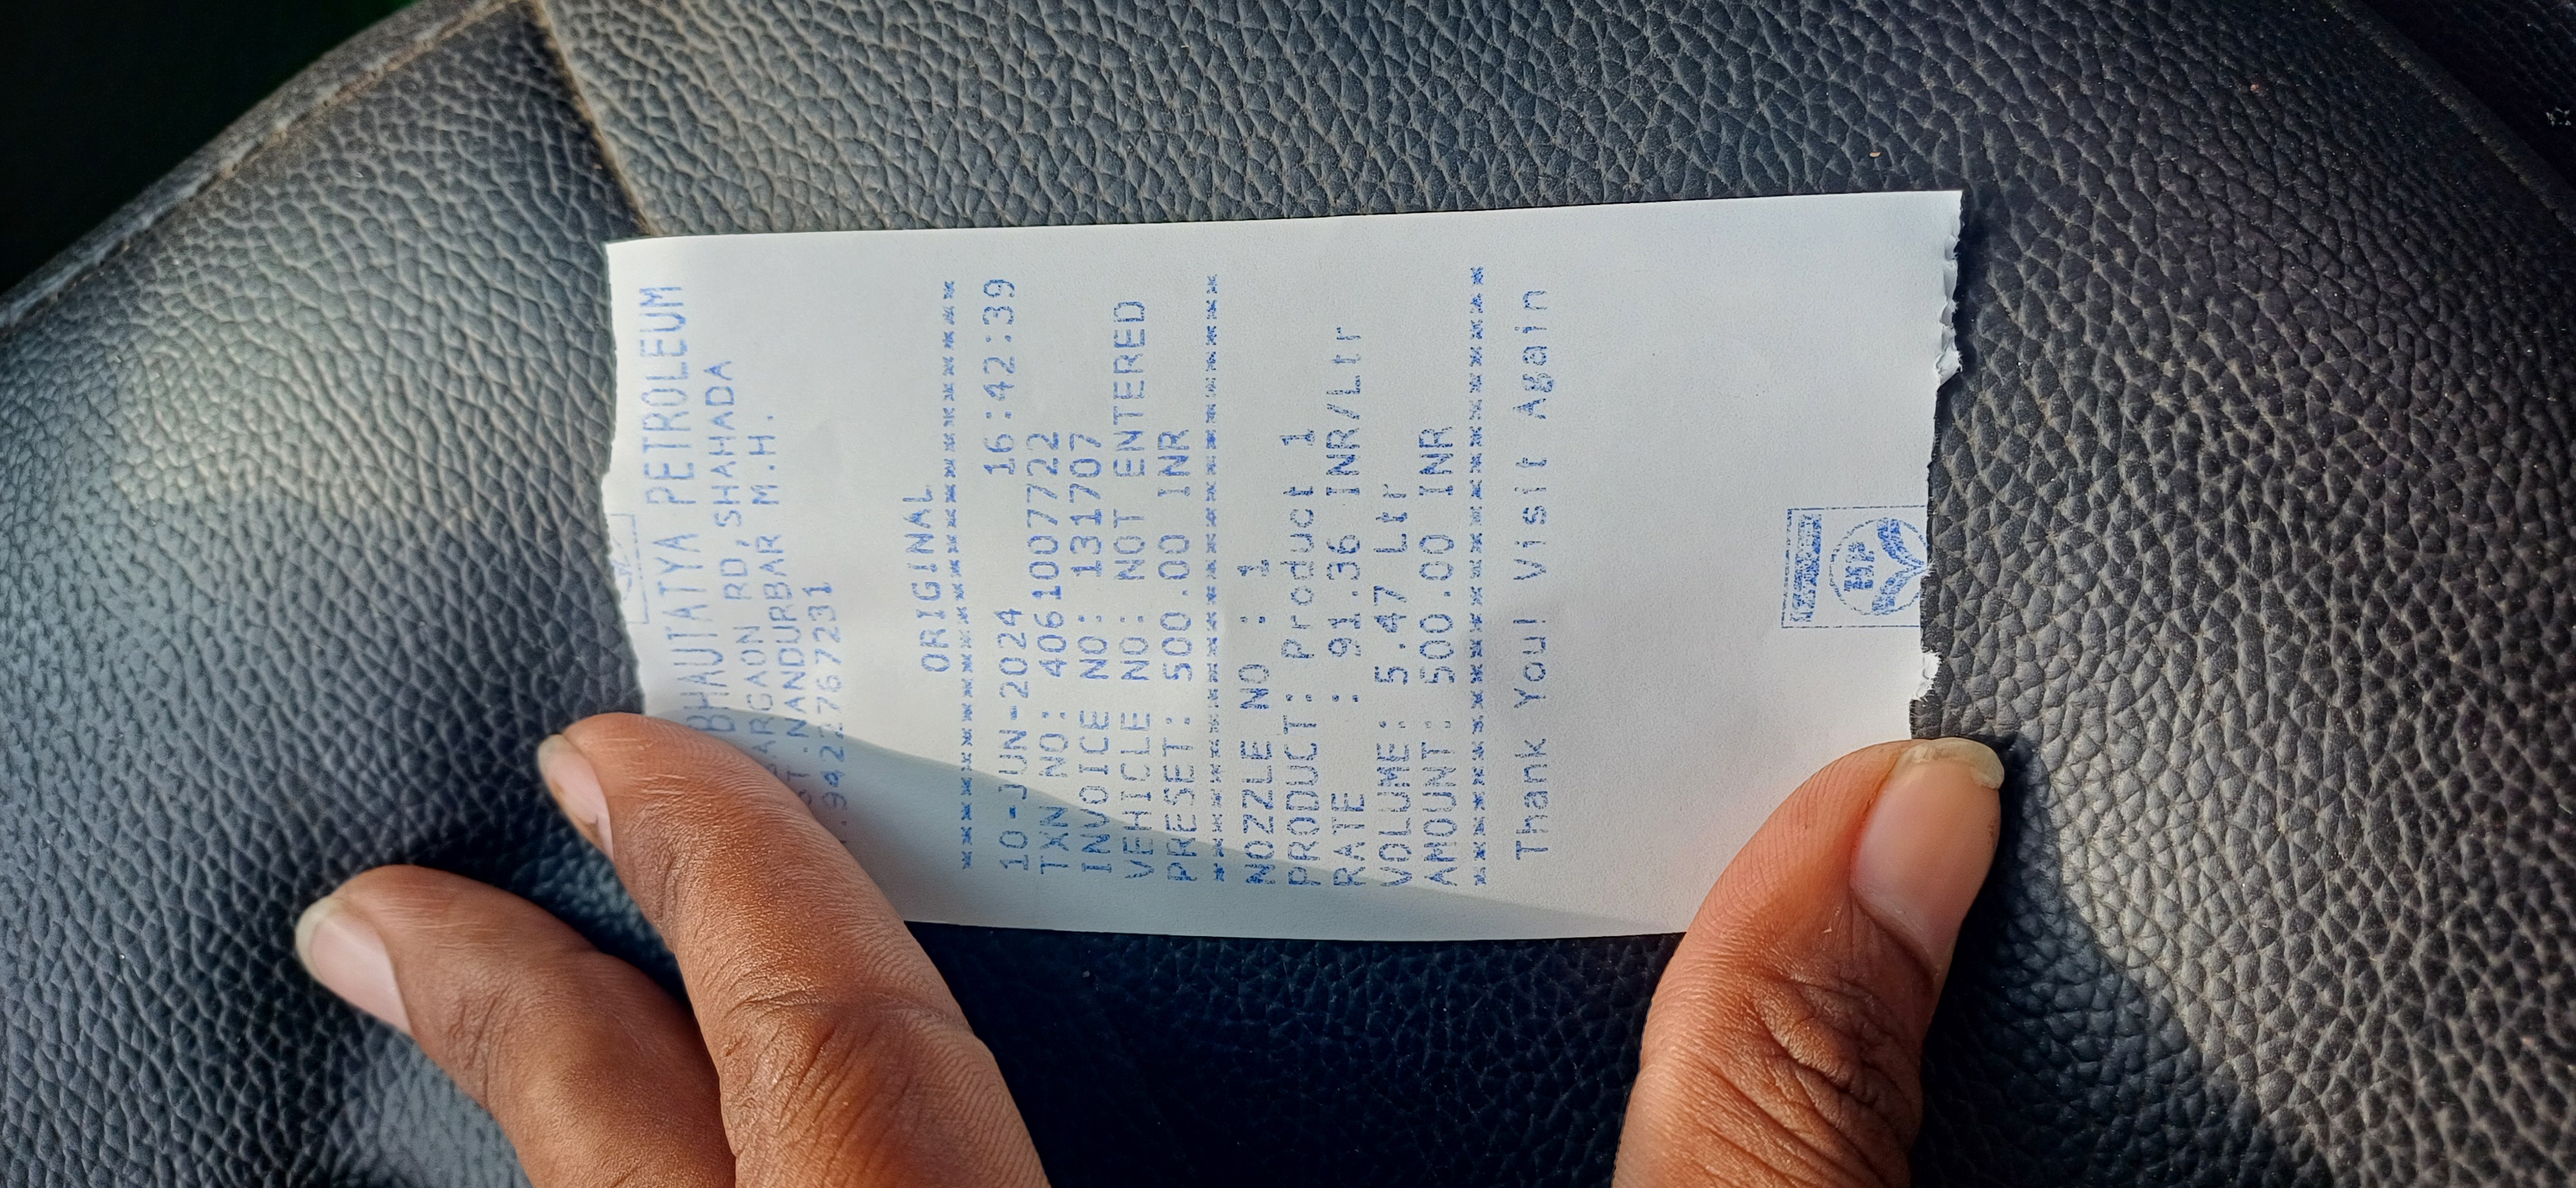 BHAUTATYA PETROLEUM
RD, SHAHADA
NANDURBAR M.H.
ORIGINAL
***************************
10-JUN-2024 16:42:39
TXN NO: 4061007722
INVOICE NO: 131707
VEHICLE NO: NOT ENTERED
PRESET: 500.00 INR
****************************
NOZZLE NO : 1
PRODUCT: Product 1
RATE : 91.36 INR/Ltr
VOLUME: 5.47 Ltr
AMOUNT: 500.00 INR
****************************
Thank You! Visit Again